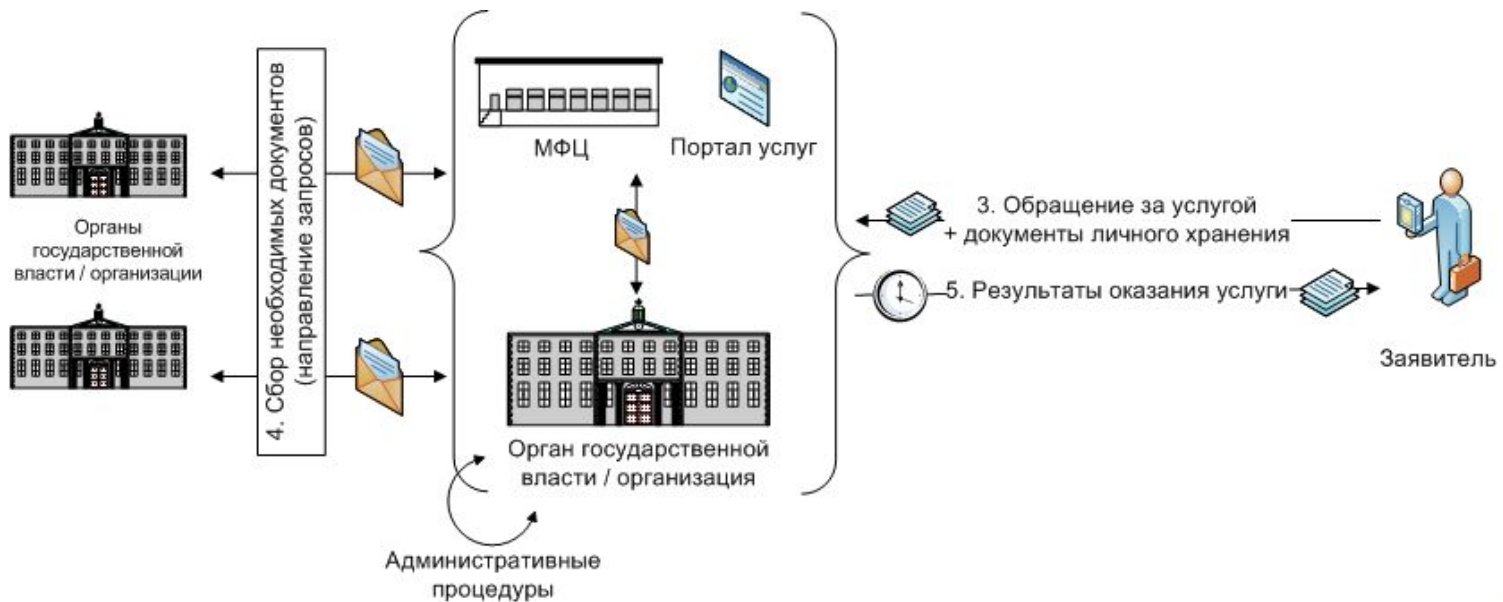 Органы
государственной
власти / организации
4. Сбор необходимых документов
(направление запросов)
МФЦ
Портал услуг
Орган государственной
власти / организация
Административные
процедуры
3. Обращение за услугой
+ документы личного хранения
5. Результаты оказания услуги
Заявитель